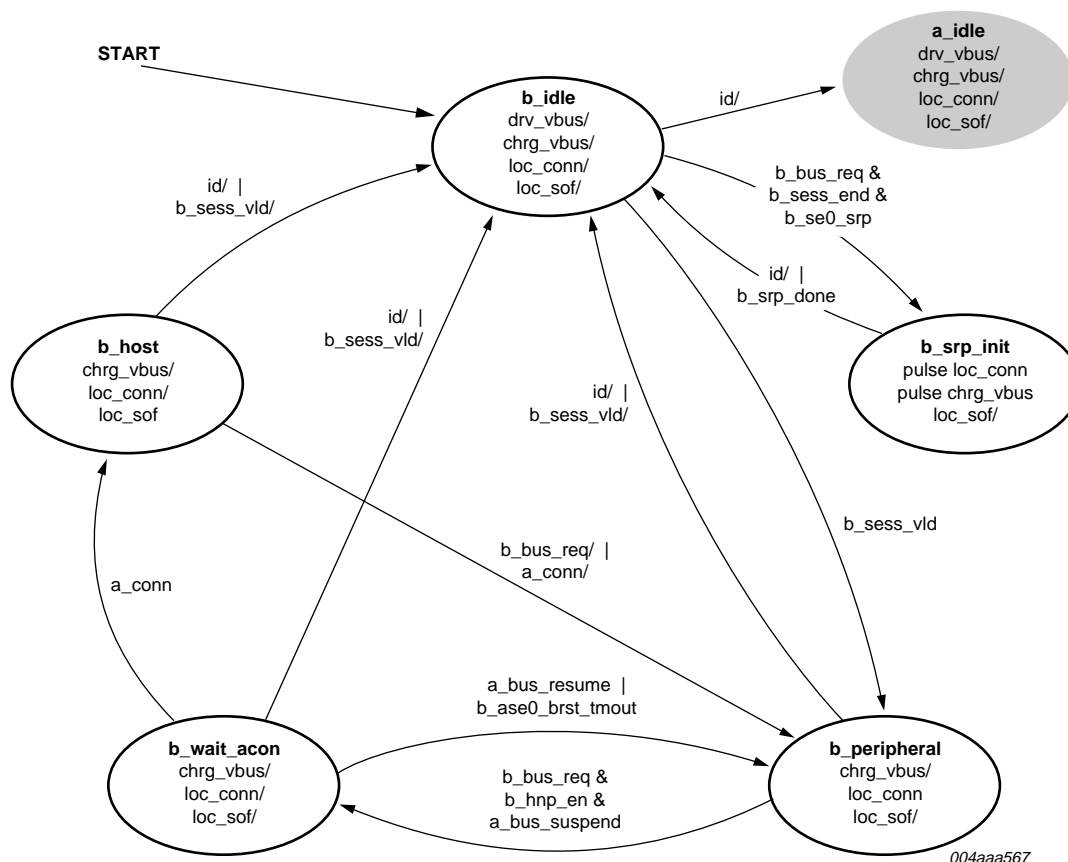 START
a_idle
drv_vbus/
chrg_vbus/
loc_conn/
loc_sof/
b_idle
drv_vbus/
chrg_vbus/
loc_conn/
loc_sof/
id/
b_bus_req &
b_sess_end &
b_se0_srp
id/ |
b_sess_vld/
id/ |
b_srp_done
id/ |
b_sess_vld/
b_host
chrg_vbus/
loc_conn/
loc_sof
b_srp_init
pulse loc_conn
pulse chrg_vbus
loc_sof/
id/ |
b_sess_vld/
b_sess_vld
b_bus_req/ |
a_conn/
a_conn
a_bus_resume |
b_ase0_brst_tmout
b_wait_acon
chrg_vbus/
loc_conn/
loc_sof/
b_peripheral
chrg_vbus/
loc_conn
loc_sof/
b_bus_req &
b_hnp_en &
a_bus_suspend
004aaa567